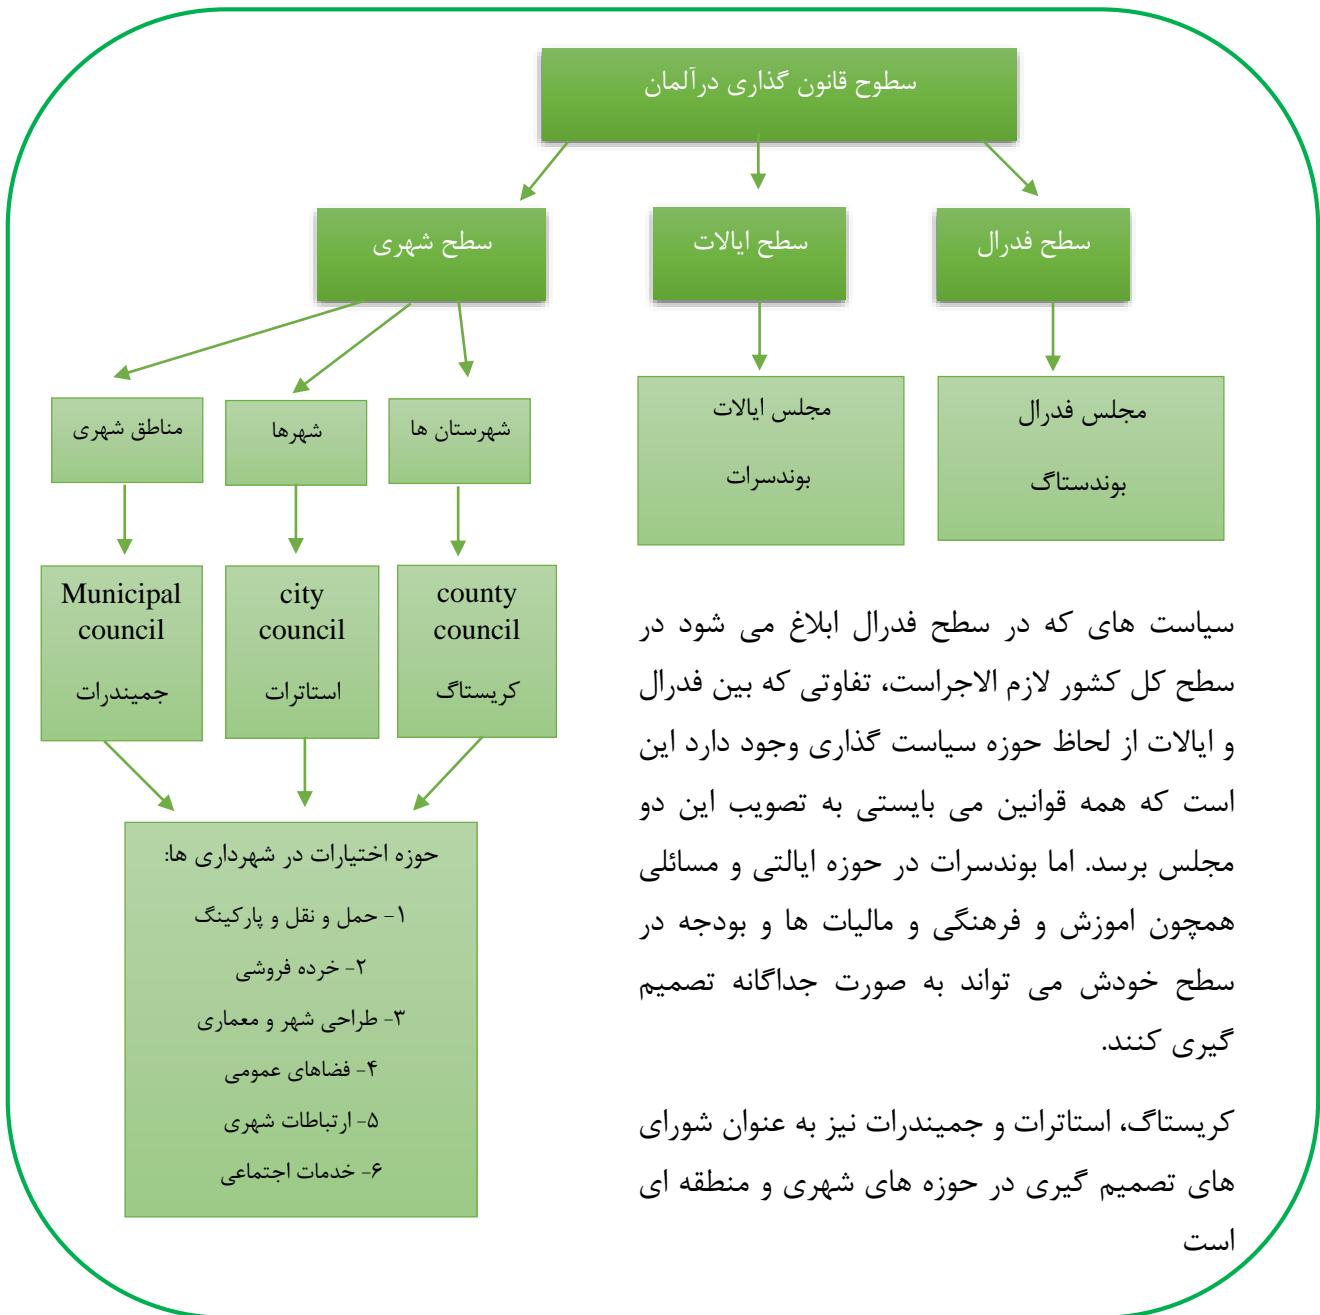 سطوح قانون گذاری درآلمان
سطح فدرال
سطح ایالات
سطح شهری
مجلس فدرال
بوندستاگ
مجلس ایالات
بوندسرات
شهرستان ها
شهرها
مناطق شهری
county
council
کریستاگ
city
council
استاترات
Municipal
council
جمیندرات
حوزه اختیارات در شهرداری ها:
۱- حمل و نقل و پارکینگ
۲- خرده فروشی
۳- طراحی شهر و معماری
۴- فضاهای عمومی
۵- ارتباطات شهری
۶- خدمات اجتماعی
سیاست های که در سطح فدرال ابلاغ می شود در
سطح کل کشور لازم الاجراست، تفاوتی که بین فدرال
و ایالات از لحاظ حوزه سیاست گذاری وجود دارد این
است که همه قوانین می بایستی به تصویب این دو
مجلس برسد. اما بوندسرات در حوزه ایالتی و مسائلی
همچون اموزش و فرهنگی و مالیات ها و بودجه در
سطح خودش می تواند به صورت جداگانه تصمیم
گیری کنند.
کریستاگ، استاترات و جمیندرات نیز به عنوان شورای
های تصمیم گیری در حوزه های شهری و منطقه ای
است